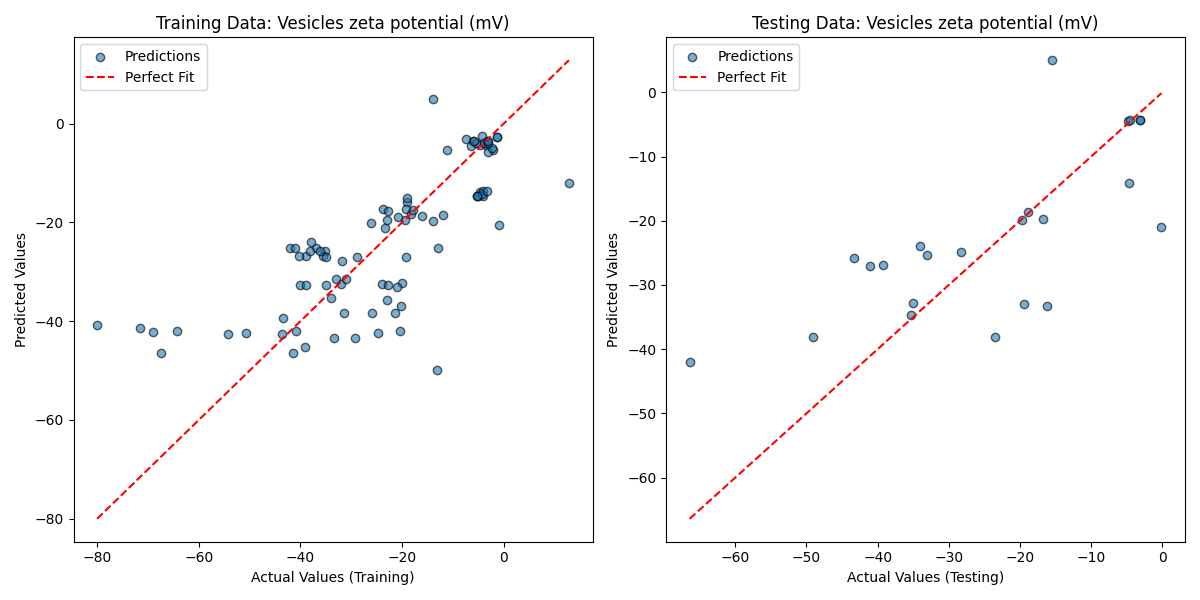 Training Data: Vesicles zeta potential (mV)
Predictions
Perfect Fit
0
−20
−40
−60
−80
Predicted Values
−80
−60
−40
−20
0
Actual Values (Training)
Testing Data: Vesicles zeta potential (mV)
Predictions
Perfect Fit
0
−10
−20
−30
−40
−50
−60
Predicted Values
−60
−50
−40
−30
−20
−10
0
Actual Values (Testing)